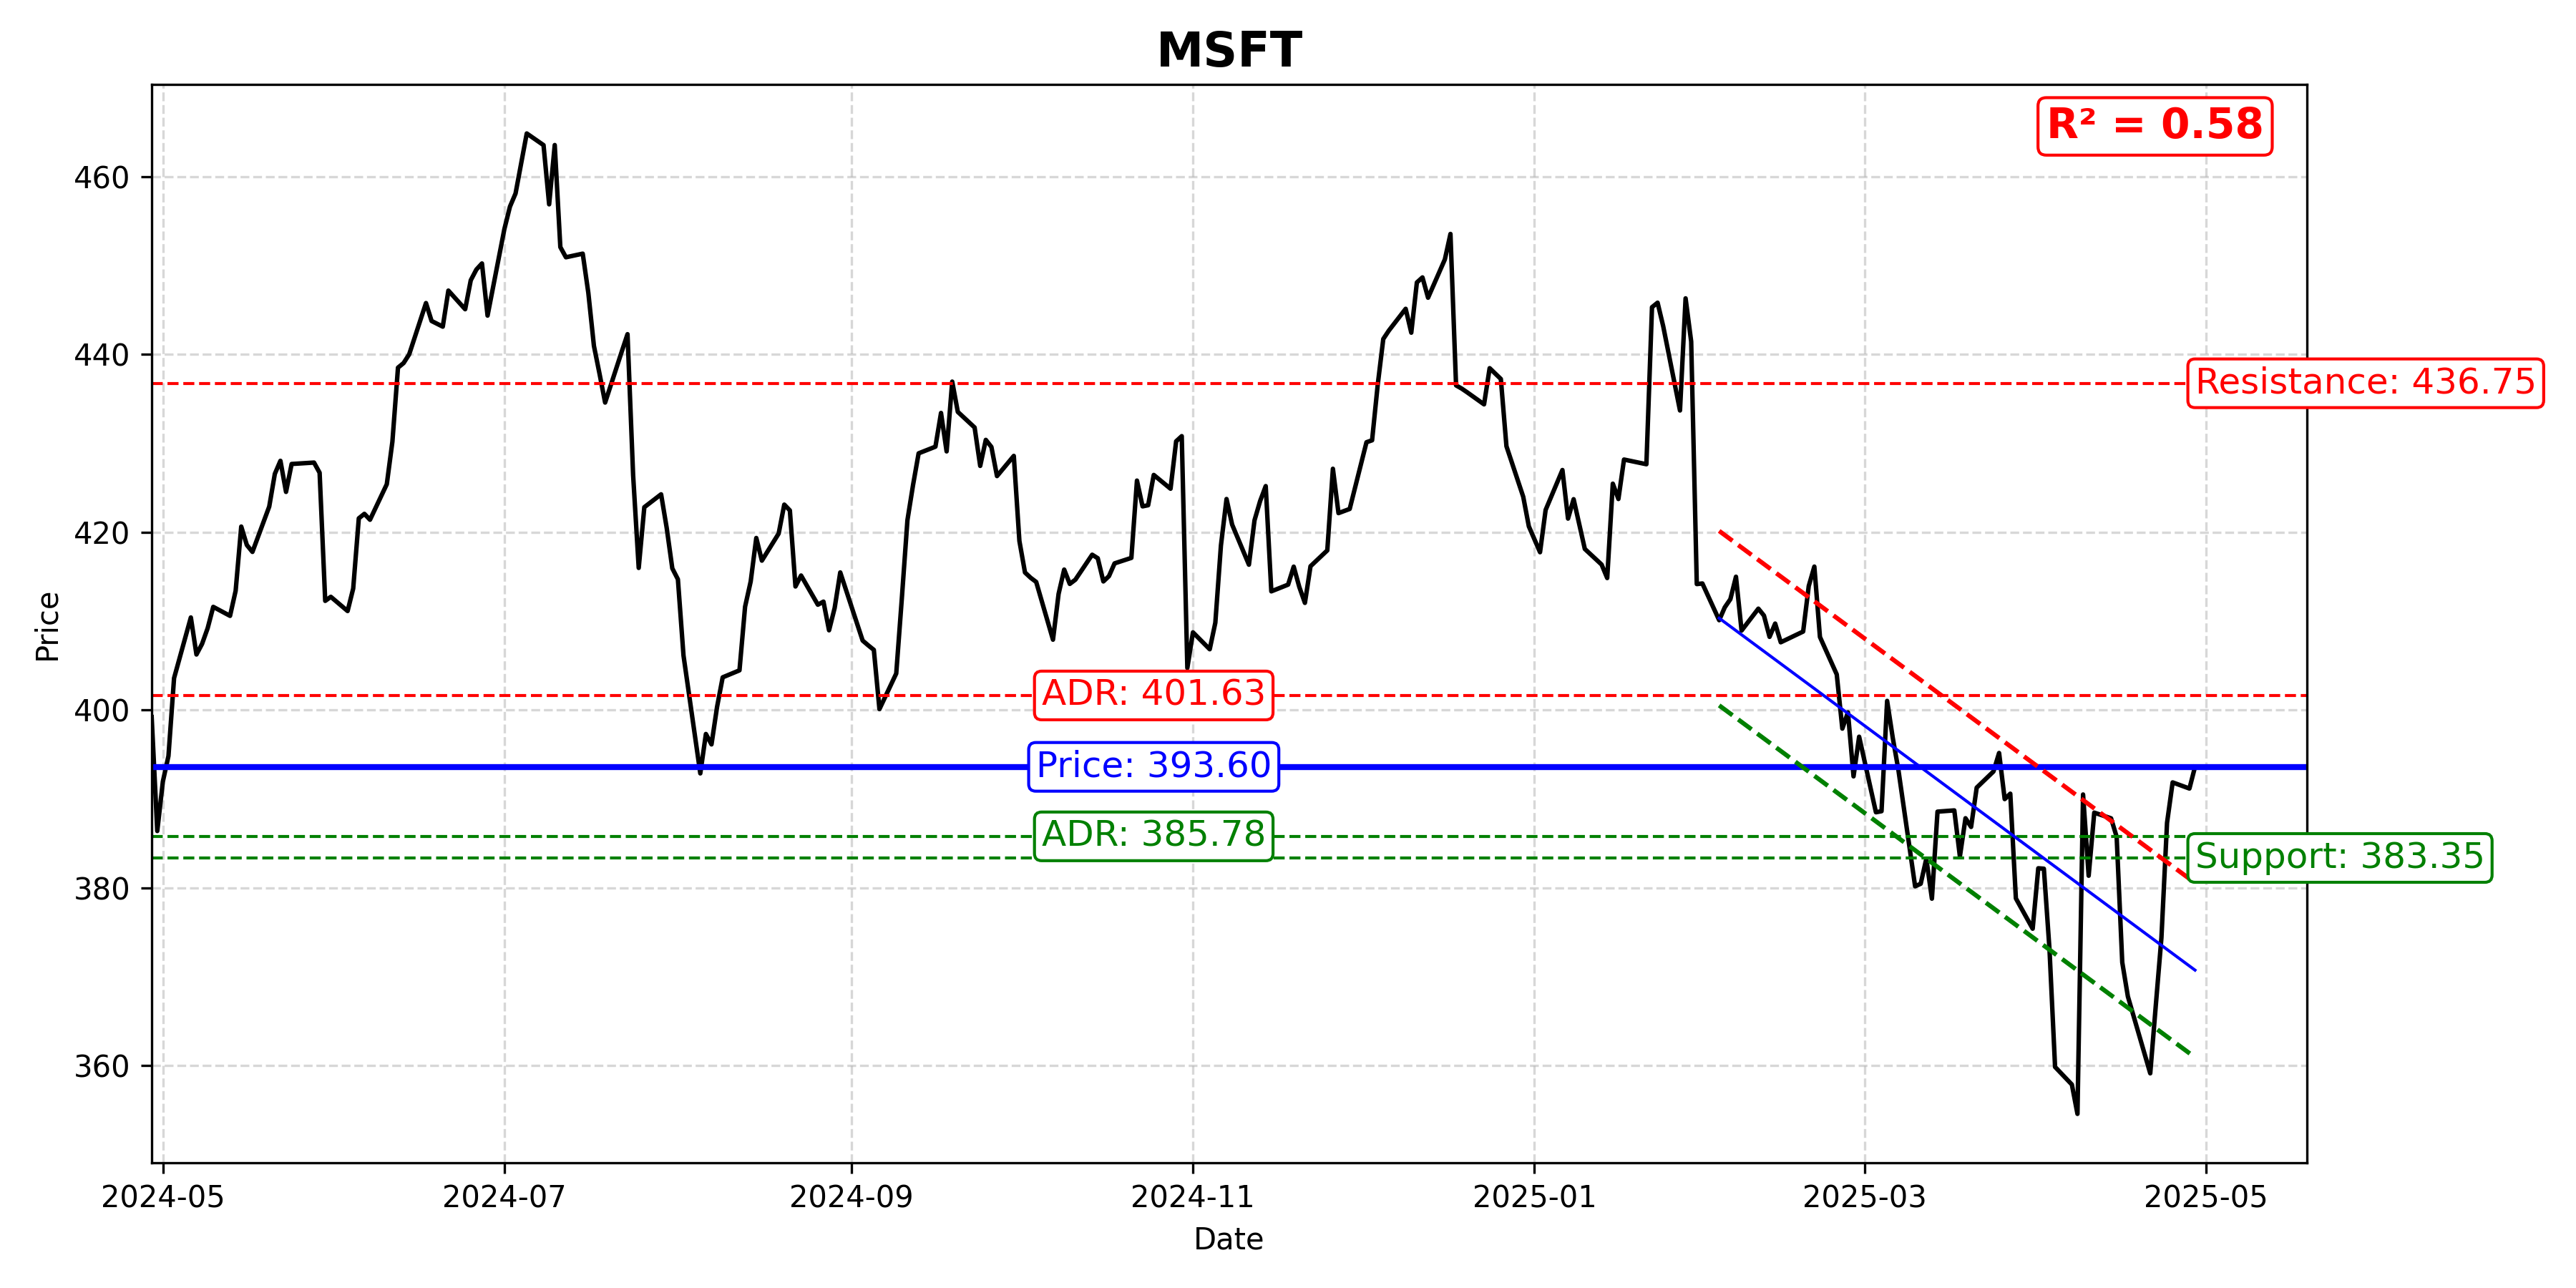 MSFT
R² = 0.58
460
440
420
400
380
360
Price
Resistance: 436.75
ADR: 401.63
Price: 393.60
ADR: 385.78
Support: 383.35
2024-05
2024-07
2024-09
2024-11
2025-01
2025-03
2025-05
Date